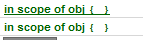 in scope of obj { }
in scope of obj { }